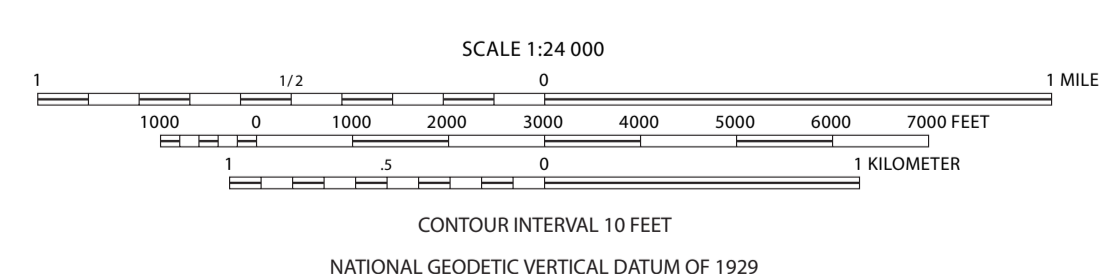 SCALE 1:24 000
1 1/2 0 1 MILE
1000 0 1000 2000 3000 4000 5000 6000 7000 FEET
1 .5 0 1 KILOMETER
CONTOUR INTERVAL 10 FEET
NATIONAL GEODETIC VERTICAL DATUM OF 1929